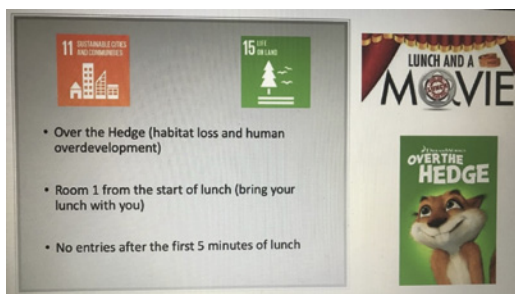 11 SUSTAINABLE CITIES
AND COMMUNITIES
15 LIFE
ON LAND
• Over the Hedge (habitat loss and human
overdevelopment)
• Room 1 from the start of lunch (bring your
lunch with you)
• No entries after the first 5 minutes of lunch
LUNCH AND A
MOVIE
OVER THE
HEDGE